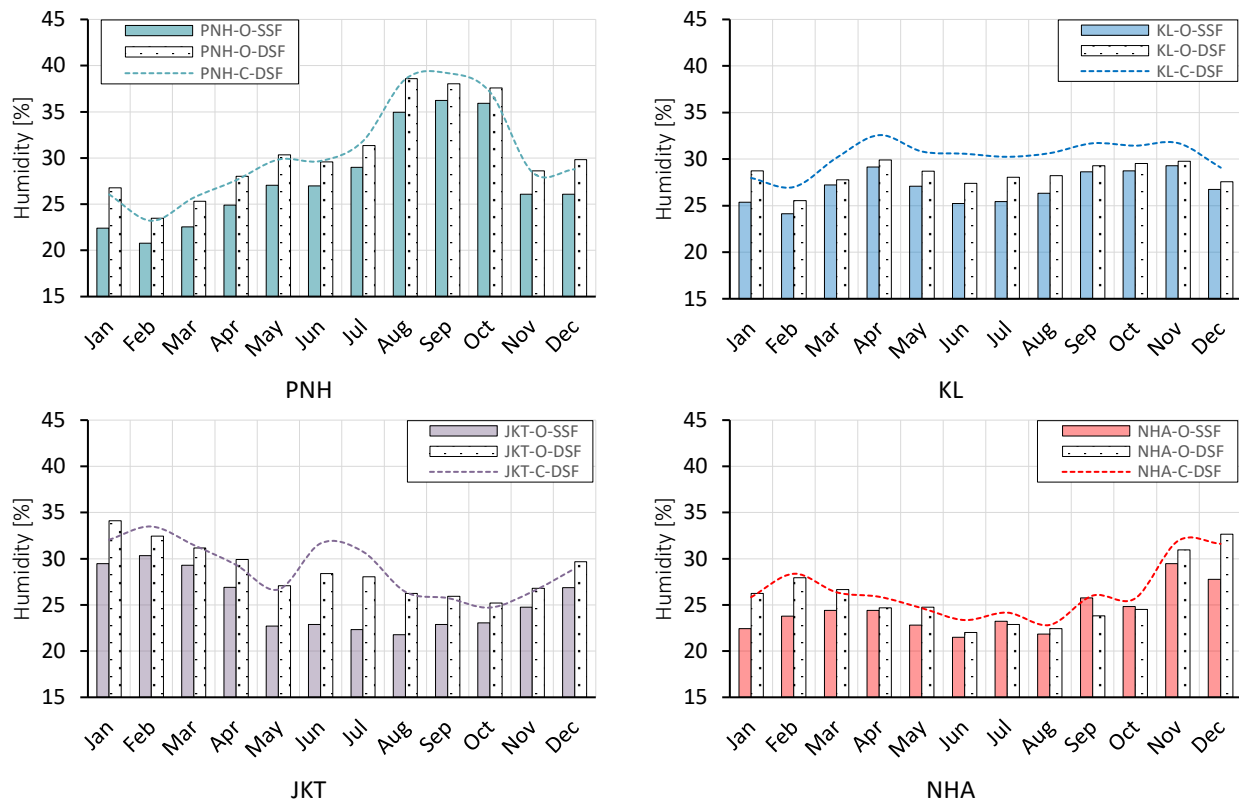 Humidity [%]
45
40
35
30
25
20
15
PNH-O-SSF
PNH-O-DSF
PNH-C-DSF
Jan Feb Mar Apr May Jun Jul Aug Sep Oct Nov Dec
PNH
Humidity [%]
45
40
35
30
25
20
15
KL-O-SSF
KL-O-DSF
KL-C-DSF
Jan Feb Mar Apr May Jun Jul Aug Sep Oct Nov Dec
KL
Humidity [%]
45
40
35
30
25
20
15
JKT-O-SSF
JKT-O-DSF
JKT-C-DSF
Jan Feb Mar Apr May Jun Jul Aug Sep Oct Nov Dec
JKT
Humidity [%]
45
40
35
30
25
20
15
NHA-O-SSF
NHA-O-DSF
NHA-C-DSF
Jan Feb Mar Apr May Jun Jul Aug Sep Oct Nov Dec
NHA